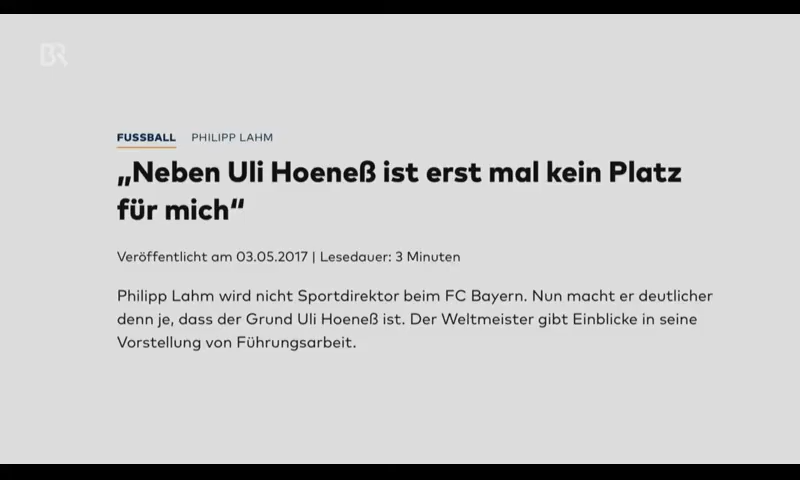 BR
FUSSBALL PHILIPP LAHM
„Neben Uli Hoeneß ist erst mal kein Platz
für mich“
Veröffentlicht am 03.05.2017 | Lesedauer: 3 Minuten
Philipp Lahm wird nicht Sportdirektor beim FC Bayern. Nun macht er deutlicher
denn je, dass der Grund Uli Hoeneß ist. Der Weltmeister gibt Einblicke in seine
Vorstellung von Führungsarbeit.